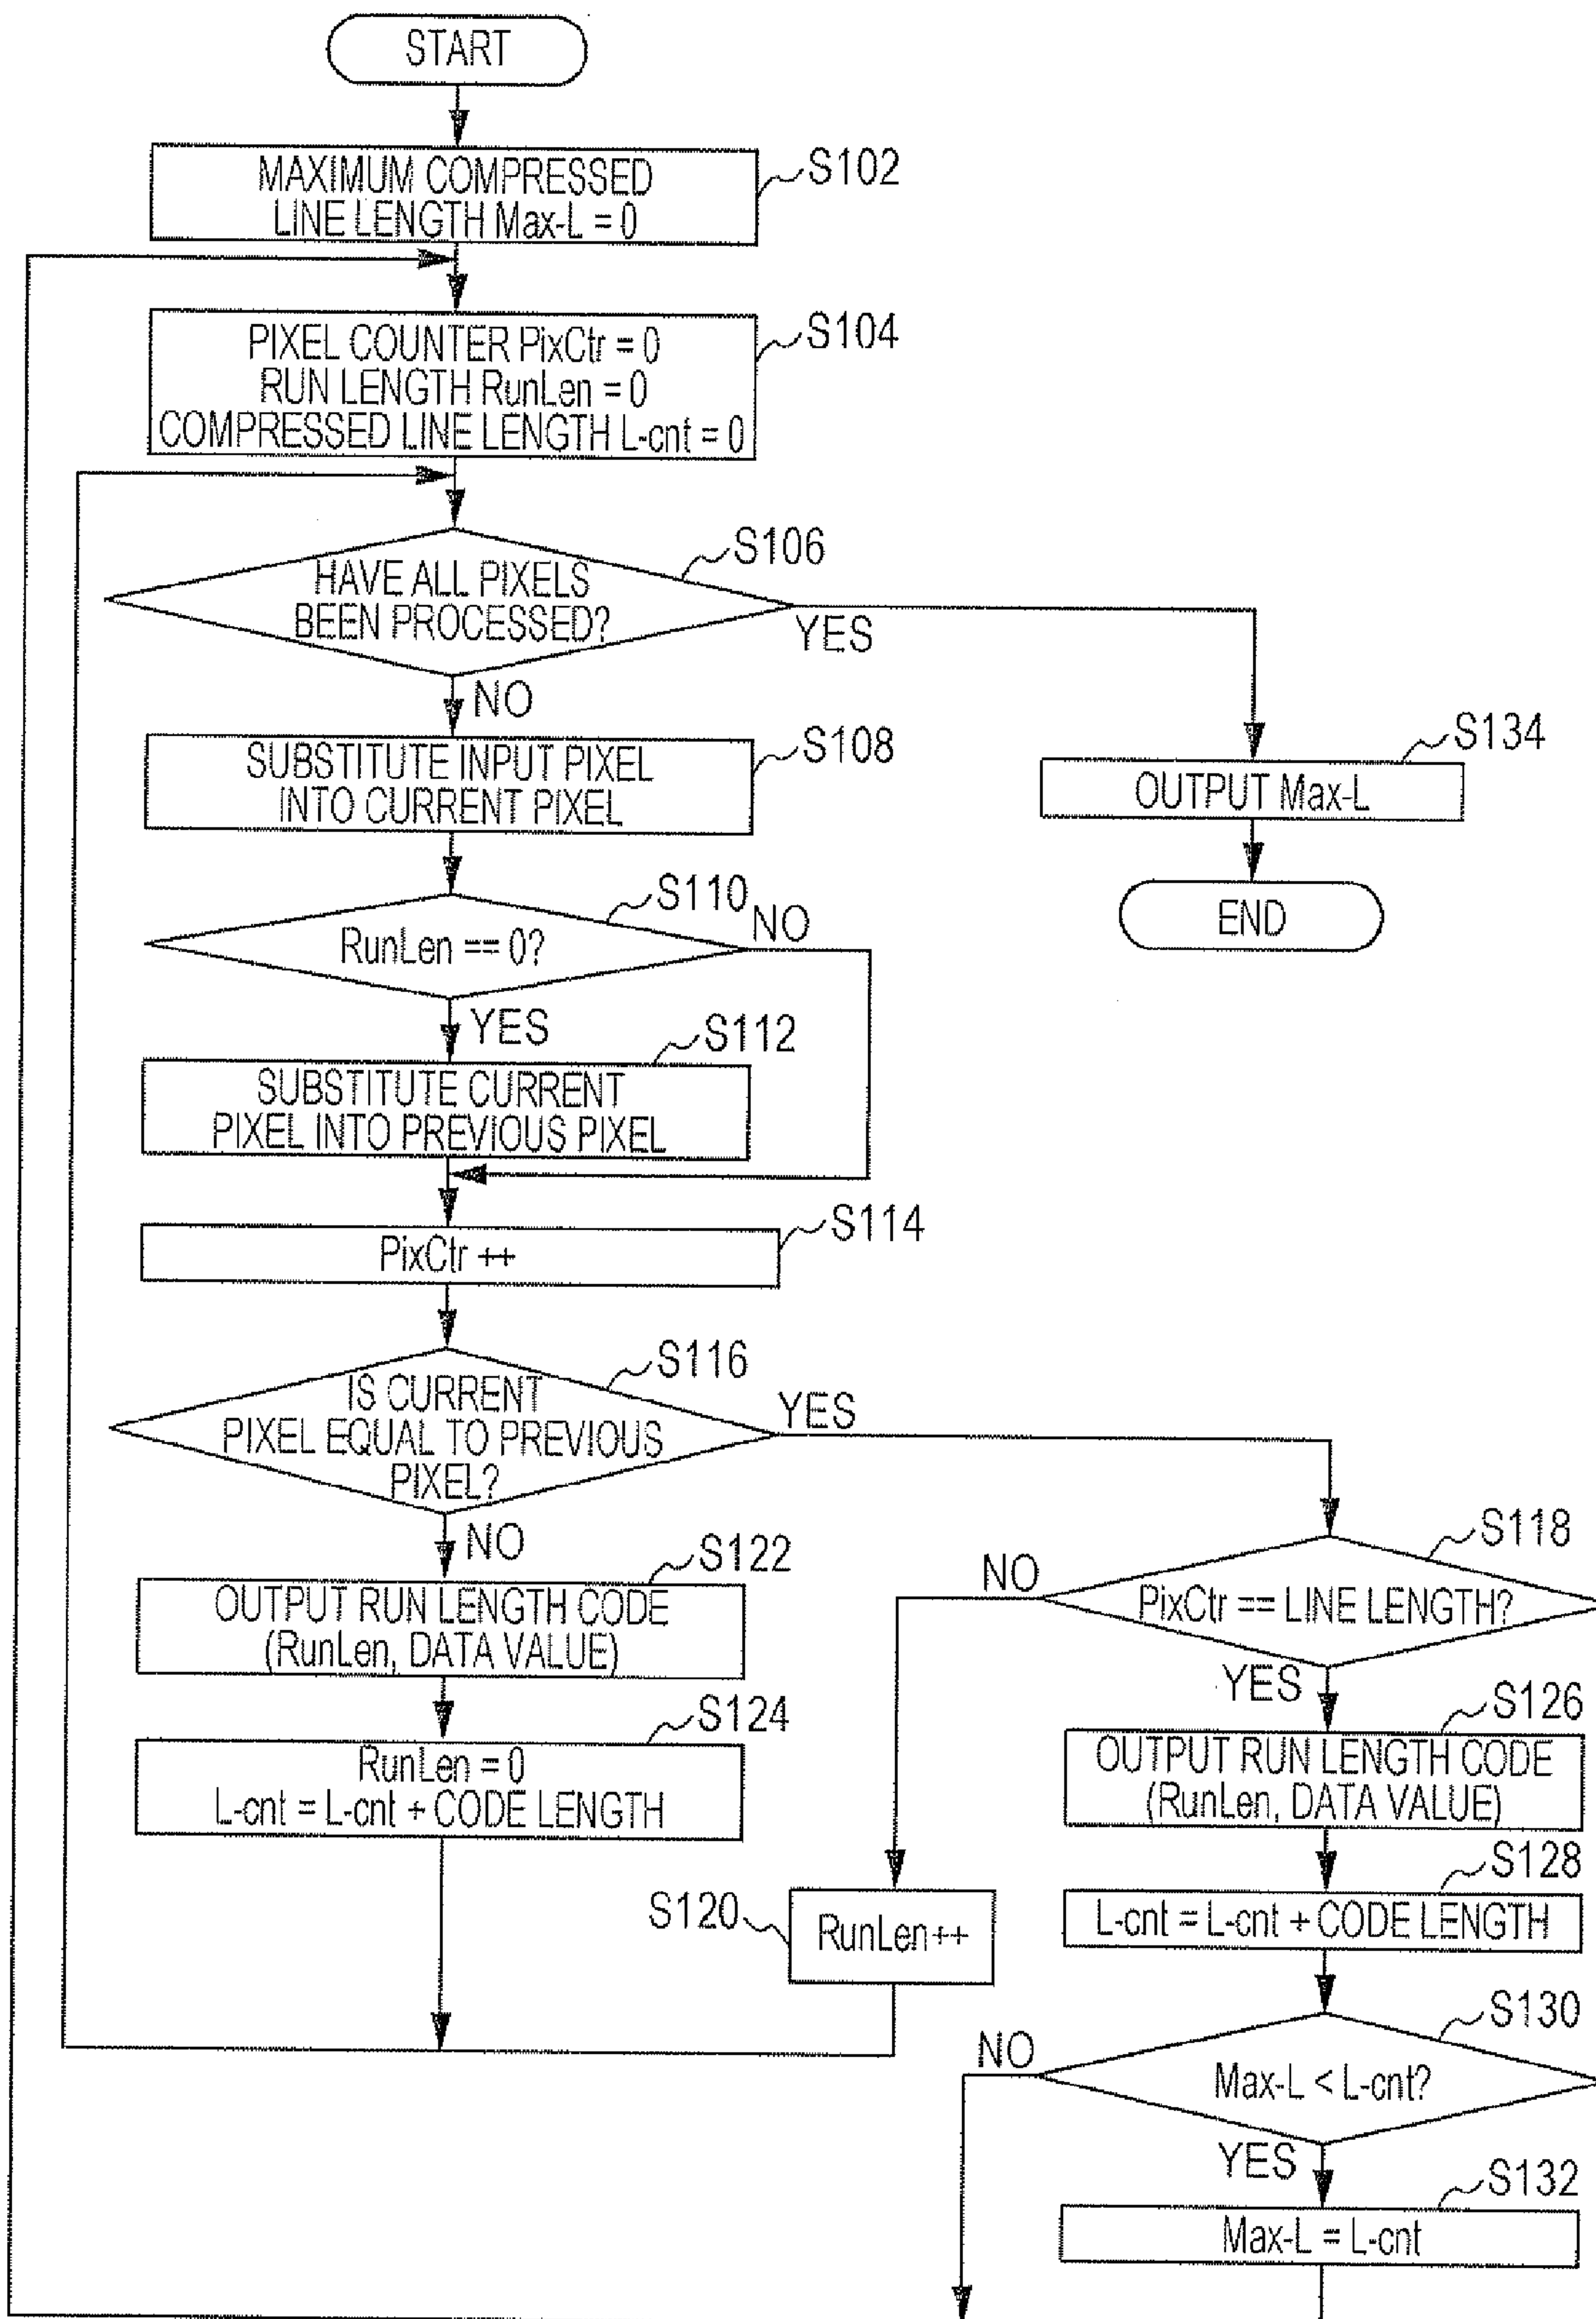 START
MAXIMUM COMPRESSED
LINE LENGTH Max-L = 0
S102
PIXEL COUNTER PixCtr = 0
RUN LENGTH RunLen = 0
COMPRESSED LINE LENGTH L-cnt = 0
S104
HAVE ALL PIXELS
BEEN PROCESSED?
S106
YES
NO
SUBSTITUTE INPUT PIXEL
INTO CURRENT PIXEL
S108
OUTPUT Max-L
S134
END
RunLen == 0?
S110
NO
YES
SUBSTITUTE CURRENT
PIXEL INTO PREVIOUS PIXEL
S112
PixCtr ++
S114
IS CURRENT
PIXEL EQUAL TO PREVIOUS
PIXEL?
S116
YES
NO
OUTPUT RUN LENGTH CODE
(RunLen, DATA VALUE)
S122
RunLen = 0
L-cnt = L-cnt + CODE LENGTH
S124
PixCtr == LINE LENGTH?
S118
NO
YES
S120
RunLen++
OUTPUT RUN LENGTH CODE
(RunLen, DATA VALUE)
S126
L-cnt = L-cnt + CODE LENGTH
S128
Max-L < L-cnt?
S130
NO
YES
Max-L = L-cnt
S132